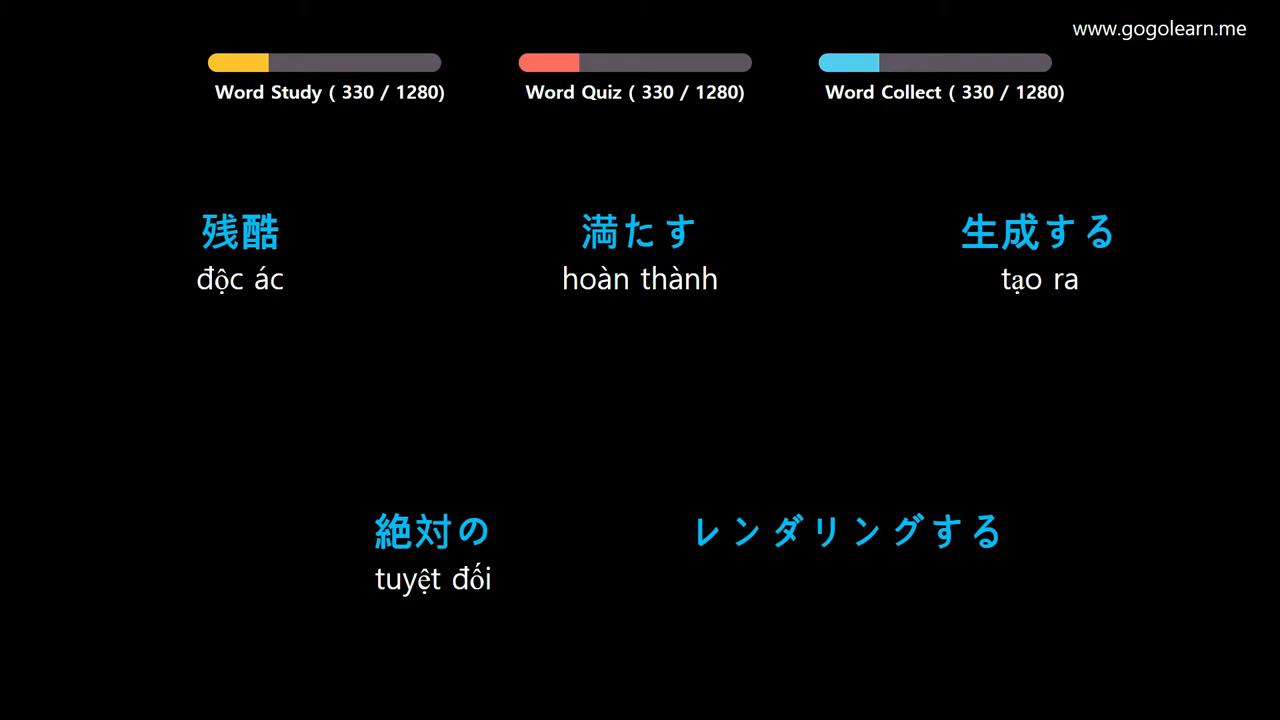 www.gogolearn.me
Word Study ( 330 / 1280)
Word Quiz ( 330 / 1280)
Word Collect ( 330 / 1280)
残酷
độc ác
満たす
hoàn thành
生成する
tạo ra
絶対の
tuyệt đối
レンダリングする